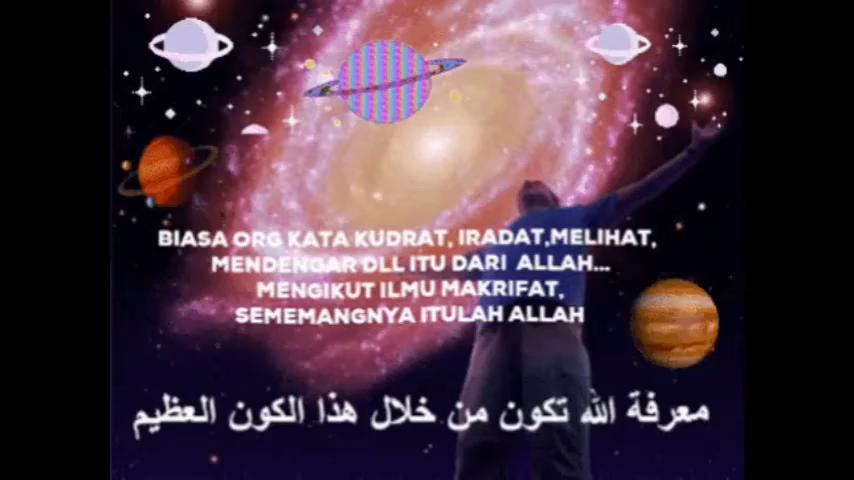 BIASA ORG KATA KUDRAT, IRADAT,MELIHAT,
MENDENGAR DLL ITU DARI ALLAH...
MENGIKUT ILMU MAKRIFAT,
SEMEMANGNYA ITULAH ALLAH
معرفة الله تكون من خلال هذا الكون العظيم